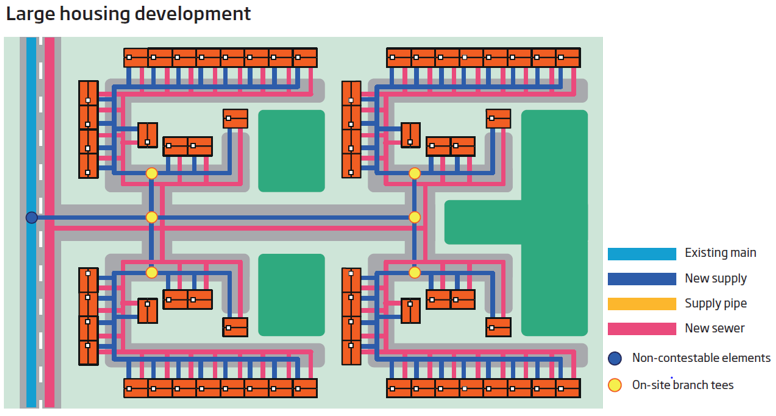 Large housing development
Existing main
New supply
Supply pipe
New sewer
Non-contestable elements
On-site branch tees